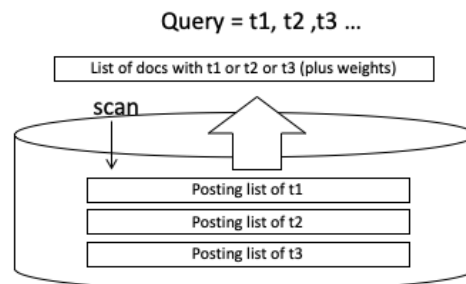 Query = t1, t2 ,t3 ...
List of docs with t1 or t2 or t3 (plus weights)
scan
Posting list of t1
Posting list of t2
Posting list of t3